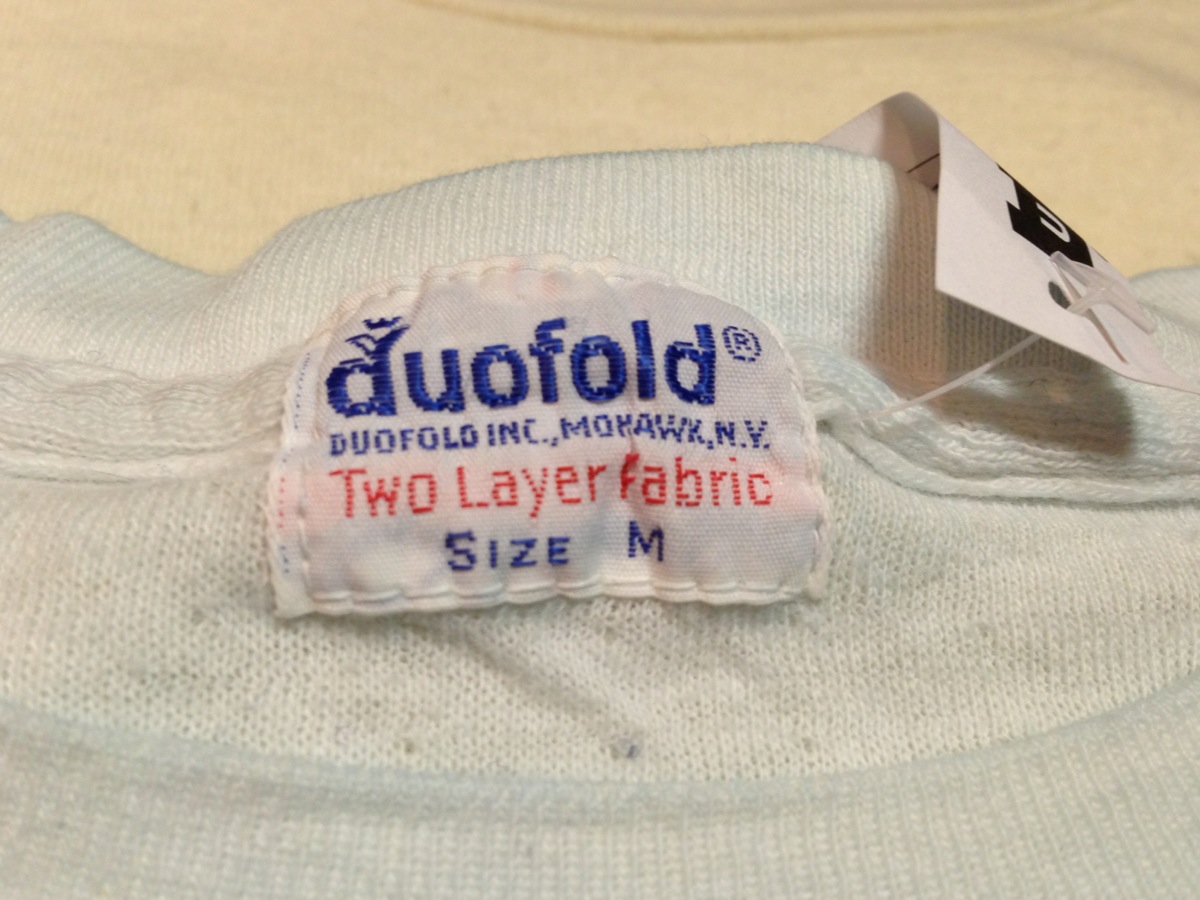 duofold®
DUOFOLD INC., MOHAWK, N.Y.
Two Layer Fabric
SIZE M
U